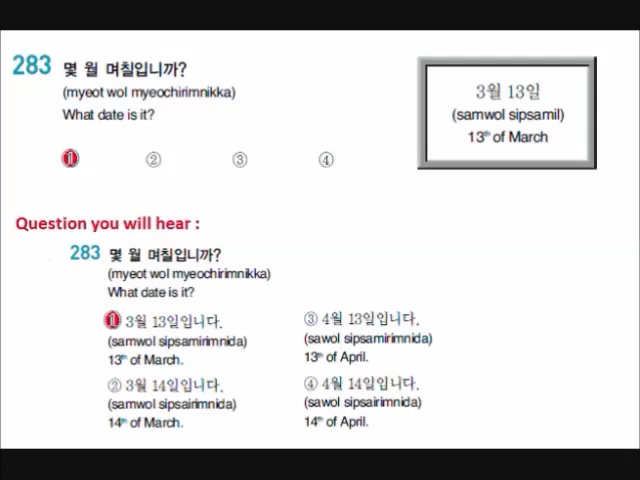 283 몇 월 며칠입니까?
(myeot wol myeochirimnikka)
What date is it?
① ② ③ ④
3월 13일
(samwol sipsamil)
13th of March
Question you will hear :
283 몇 월 며칠입니까?
(myeot wol myeochirimnikka)
What date is it?
① 3월 13일입니다.
(samwol sipsamirimnida)
13th of March.
② 3월 14일입니다.
(samwol sipsairimnida)
14th of March.
③ 4월 13일입니다.
(sawol sipsamirimnida)
13th of April.
④ 4월 14일입니다.
(sawol sipsairimnida)
14th of April.